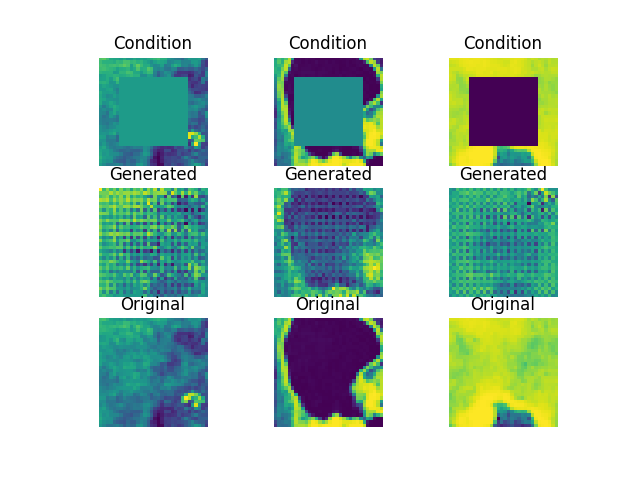 Condition Condition Condition
Generated Generated Generated
Original Original Original